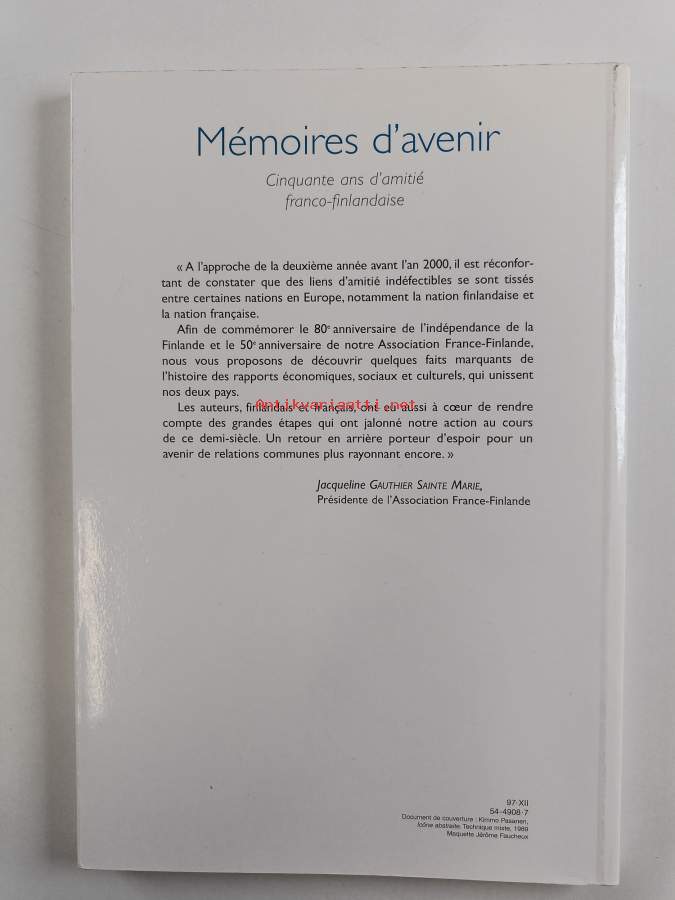 Mémoires d'avenir
Cinquante ans d'amitié
franco-finlandaise
« A l'approche de la deuxième année avant l'an 2000, il est réconfor-
tant de constater que des liens d'amitié indéfectibles se sont tissés
entre certaines nations en Europe, notamment la nation finlandaise et
la nation française.
Afin de commémorer le 80e anniversaire de l'indépendance de la
Finlande et le 50e anniversaire de notre Association France-Finlande,
nous vous proposons de découvrir quelques faits marquants de
l'histoire des rapports économiques, sociaux et culturels, qui unissent
nos deux pays.
Antikvariaatti.net
Les auteurs, finlandais et français, ont eu aussi à cœur de rendre
compte des grandes étapes qui ont jalonné notre action au cours
de ce demi-siècle. Un retour en arrière porteur d'espoir pour un
avenir de relations communes plus rayonnant encore. »
Jacqueline GAUTHIER SAINTE MARIE,
Présidente de l'Association France-Finlande
97-XII
54-4908-7
Document de couverture : Kimmo Pasanen,
Icône abstraite. Technique mixte, 1989
Maquette Jérôme Faucheux